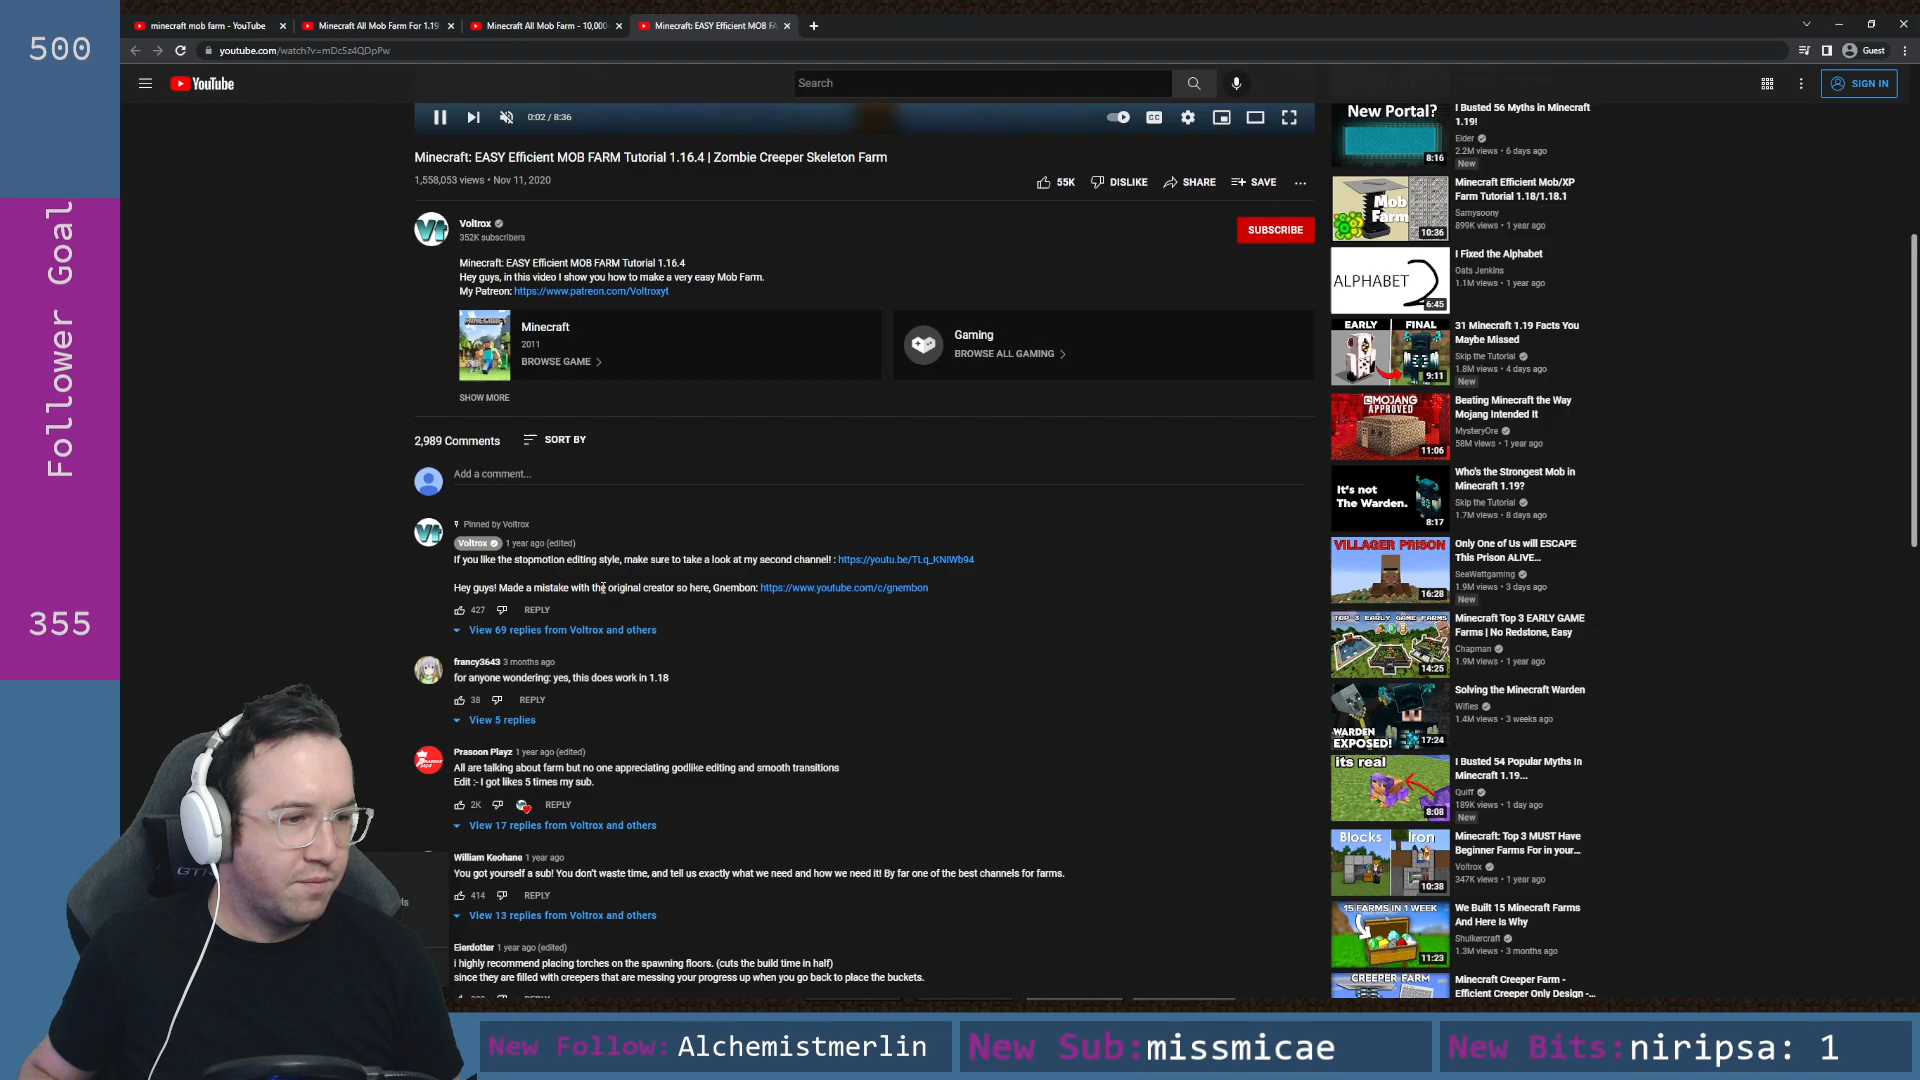 500
Follower Goal
355
minecraft mob farm - YouTube
Minecraft All Mob Farm For 1.19
Minecraft All Mob Farm - 10,000
Minecraft: EASY Efficient MOB F
youtube.com/watch?v=mDc5z4QDpPw
Guest
YouTube
Search
SIGN IN
0:02 / 8:36
CC
Minecraft: EASY Efficient MOB FARM Tutorial 1.16.4 | Zombie Creeper Skeleton Farm
1,558,053 views • Nov 11, 2020
55K
DISLIKE
SHARE
SAVE
Vt
Voltrox
352K subscribers
SUBSCRIBE
Minecraft: EASY Efficient MOB FARM Tutorial 1.16.4
Hey guys, in this video I show you how to make a very easy Mob Farm.
My Patreon: https://www.patreon.com/Voltroxyt
MINECRAFT
Minecraft
2011
BROWSE GAME
Gaming
BROWSE ALL GAMING
SHOW MORE
2,989 Comments
SORT BY
Add a comment...
Vt
Pinned by Voltrox
Voltrox
1 year ago (edited)
If you like the stopmotion editing style, make sure to take a look at my second channel! : https://youtu.be/TLq_KNIWb94
Hey guys! Made a mistake with the original creator so here, Gnembon: https://www.youtube.com/c/gnembon
427
REPLY
View 69 replies from Voltrox and others
francy3643 3 months ago
for anyone wondering: yes, this does work in 1.18
38
REPLY
View 5 replies
Prasoon Playz 1 year ago (edited)
All are talking about farm but no one appreciating godlike editing and smooth transitions
Edit :- I got likes 5 times my sub.
2K
REPLY
View 17 replies from Voltrox and others
William Keohane 1 year ago
You got yourself a sub! You don't waste time, and tell us exactly what we need and how we need it! By far one of the best channels for farms.
414
REPLY
View 13 replies from Voltrox and others
Eierdotter 1 year ago (edited)
i highly recommend placing torches on the spawning floors. (cuts the build time in half)
since they are filled with creepers that are messing your progress up when you go back to place the buckets.
New Portal?
8:16
I Busted 56 Myths in Minecraft
1.19!
Eider
2.2M views • 6 days ago
New
Mob
Farm
10:36
Minecraft Efficient Mob/XP
Farm Tutorial 1.18/1.18.1
Samysoony
899K views • 1 year ago
ALPHABET 2
6:45
I Fixed the Alphabet
Oats Jenkins
1.1M views • 1 year ago
EARLY
FINAL
9:11
31 Minecraft 1.19 Facts You
Maybe Missed
Skip the Tutorial
1.8M views • 4 days ago
New
MOJANG
APPROVED
11:06
Beating Minecraft the Way
Mojang Intended It
MysteryOre
58M views • 1 year ago
It's not
The Warden.
8:17
Who's the Strongest Mob in
Minecraft 1.19?
Skip the Tutorial
1.7M views • 8 days ago
VILLAGER PRISON
16:28
Only One of Us will ESCAPE
This Prison ALIVE...
SeaWattgaming
1.9M views • 3 days ago
New
TOP 3 EARLY GAME FARMS
14:25
Minecraft Top 3 EARLY GAME
Farms | No Redstone, Easy
Chapman
1.9M views • 1 year ago
WARDEN
EXPOSED!
17:24
Solving the Minecraft Warden
Wifies
1.4M views • 3 weeks ago
its real
8:08
I Busted 54 Popular Myths In
Minecraft 1.19...
Quiff
189K views • 1 day ago
New
Blocks
Iron
10:38
Minecraft: Top 3 MUST Have
Beginner Farms For in your...
Voltrox
347K views • 1 year ago
15 FARMS IN 1 WEEK
11:23
We Built 15 Minecraft Farms
And Here Is Why
Shulkercraft
1.3M views • 3 months ago
CREEPER FARM
Minecraft Creeper Farm -
Efficient Creeper Only Design -...
New Follow: Alchemistmerlin
New Sub: missmicae
New Bits: niripsa: 1